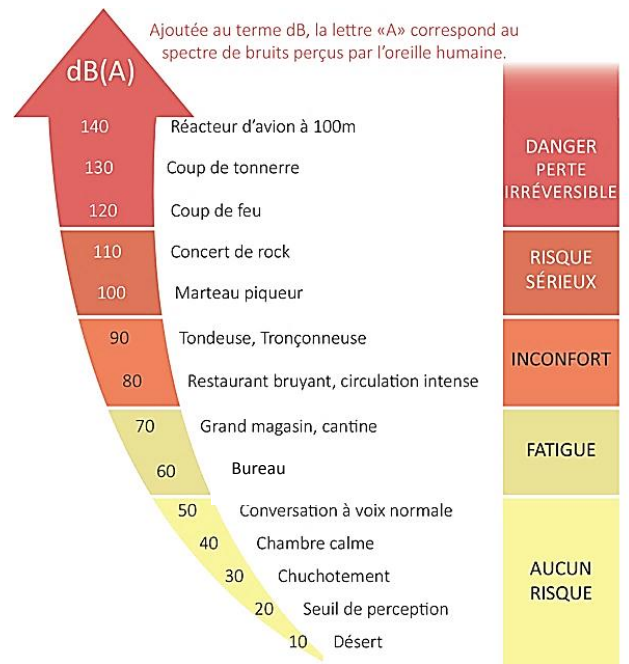 Ajoutée au terme dB, la lettre «A» correspond au
spectre de bruits perçus par l'oreille humaine.
dB(A)
140 Réacteur d'avion à 100m
130 Coup de tonnerre
120 Coup de feu
DANGER
PERTE
IRRÉVERSIBLE
110 Concert de rock
100 Marteau piqueur
RISQUE
SÉRIEUX
90 Tondeuse, Tronçonneuse
80 Restaurant bruyant, circulation intense
INCONFORT
70 Grand magasin, cantine
60 Bureau
FATIGUE
50 Conversation à voix normale
40 Chambre calme
30 Chuchotement
20 Seuil de perception
10 Désert
AUCUN
RISQUE